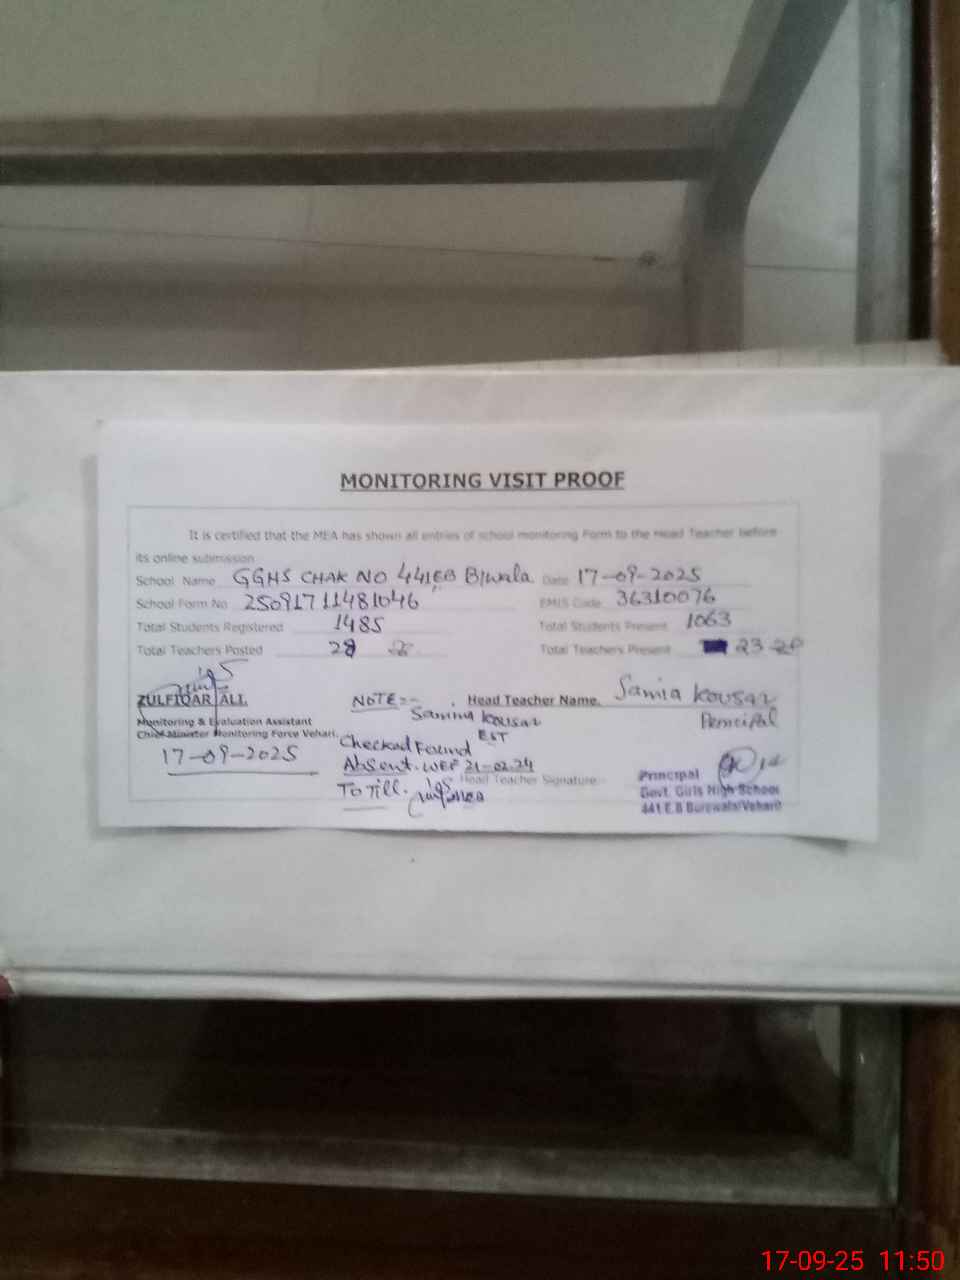 MONITORING VISIT PROOF
It is certified that the MEA has shown all entries of school monitoring Form to the Head Teacher before
its online submission
School Name GGHS CHAK NO 441EB B/wala Date 17-09-2025
School Form No 25091711481046 EMIS Code 36310076
Total Students Registered 1485 Total Students Present 1063
Total Teachers Posted 28 Total Teachers Present 23
ZULFIQAR ALI
Monitoring & Evaluation Assistant
Chief Minister Monitoring Force Vehari.
17-09-2025
NOTE:-
Samina Kousar
EST
Checked Found
Absent. WEF 21-02-24
To Till.
Head Teacher Name. Samia Kousar
Principal
Head Teacher Signature
Principal
Govt. Girls High School
441 E.B Burewala(Vehari)
17-09-25 11:50